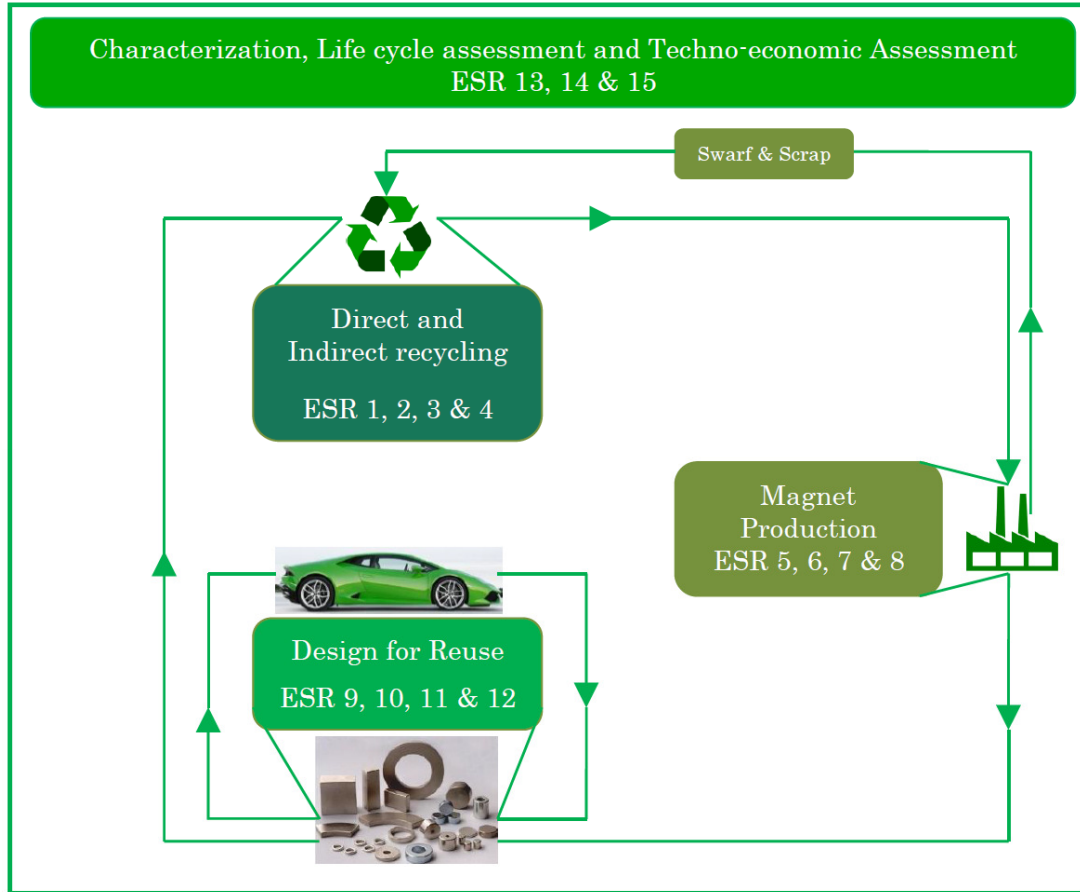 Characterization, Life cycle assessment and Techno-economic Assessment
ESR 13, 14 & 15
Swarf & Scrap
Direct and
Indirect recycling
ESR 1, 2, 3 & 4
Magnet
Production
ESR 5, 6, 7 & 8
Design for Reuse
ESR 9, 10, 11 & 12